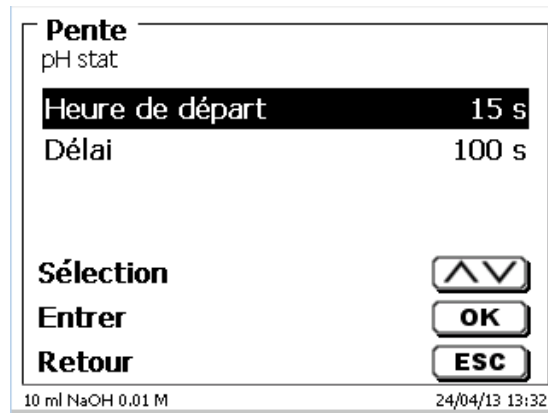 Pente
pH stat
Heure de départ 15 s
Délai 100 s
Sélection
Entrer OK
Retour ESC
10 ml NaOH 0.01 M 24/04/13 13:32